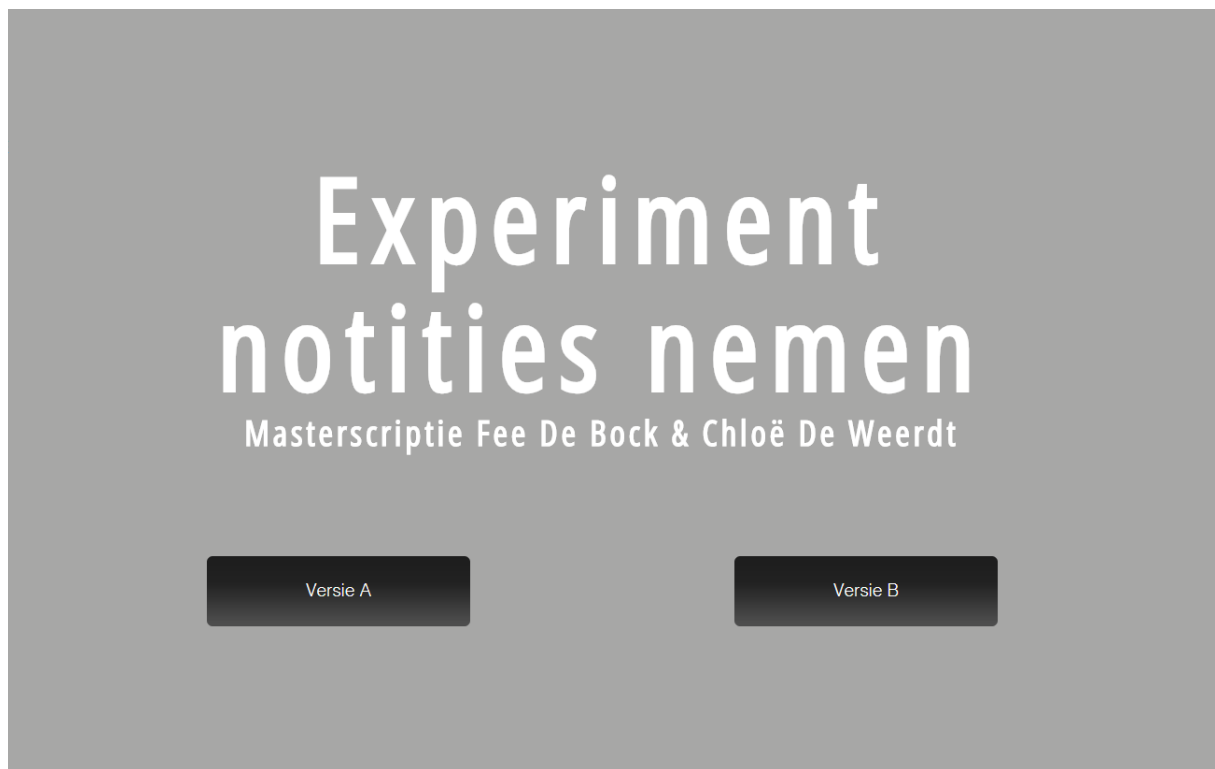 Experiment
notities nemen
Masterscriptie Fee De Bock & Chloë De Weerdt
Versie A
Versie B